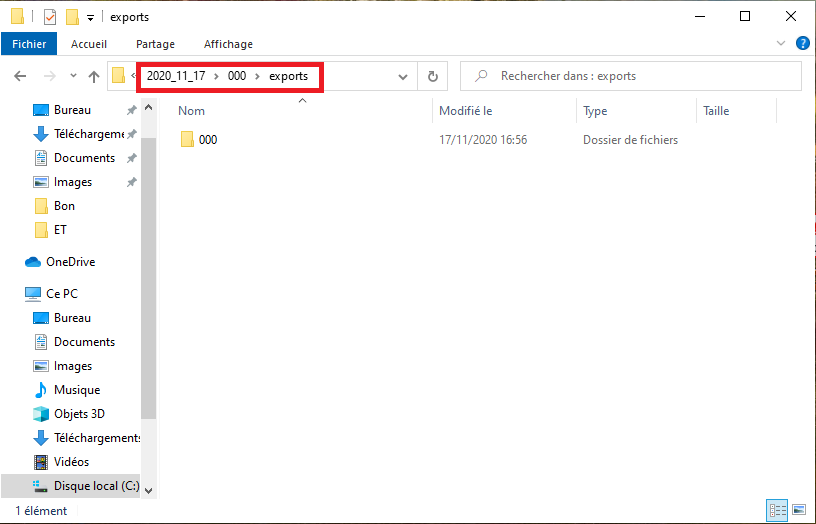 exports
Fichier Accueil Partage Affichage
« 2020_11_17 > 000 > exports Rechercher dans : exports
Nom Modifié le Type Taille
000 17/11/2020 16:56 Dossier de fichiers
Bureau
Téléchargeme
Documents
Images
Bon
ET
OneDrive
Ce PC
Bureau
Documents
Images
Musique
Objets 3D
Téléchargements
Vidéos
Disque local (C:)
1 élément